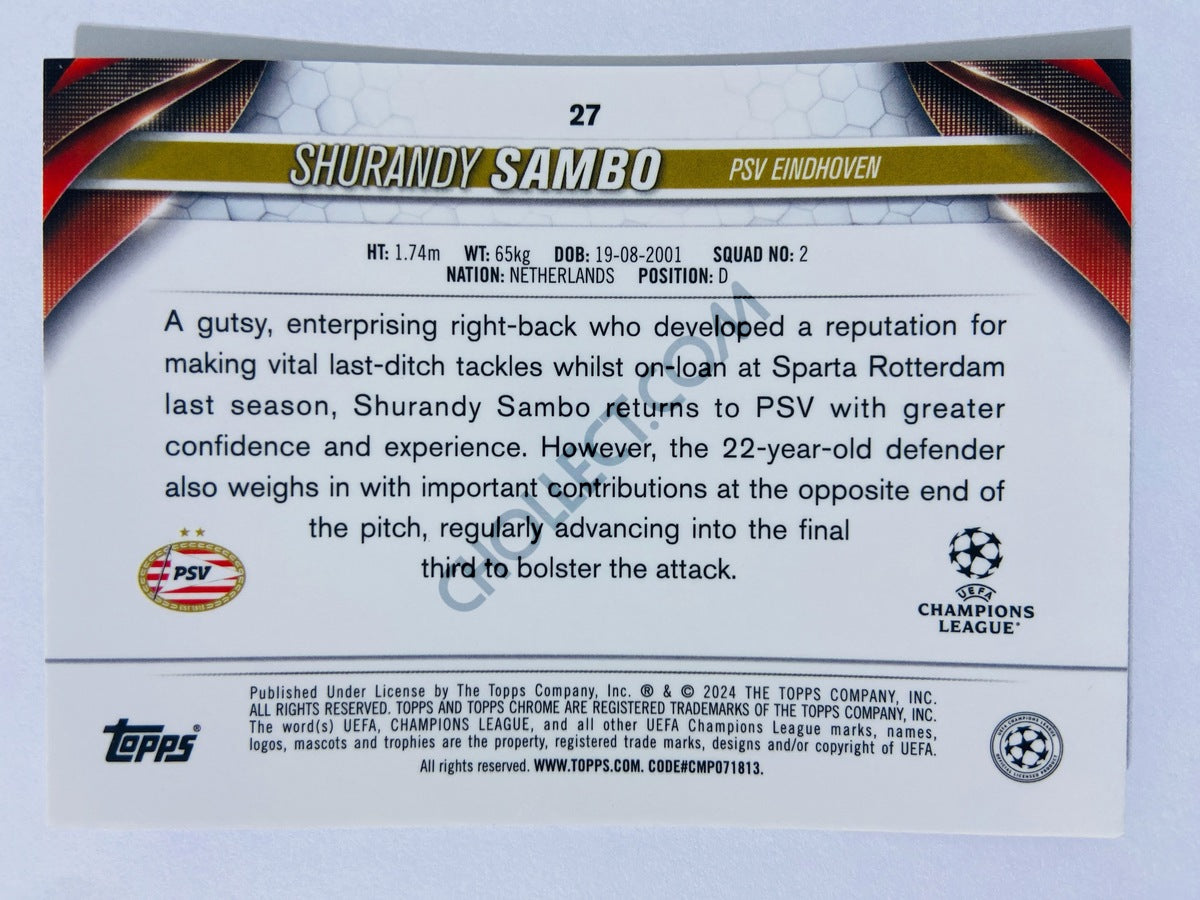 27
SHURANDY SAMBO PSV EINDHOVEN
HT: 1.74m WT: 65kg DOB: 19-08-2001 SQUAD NO: 2
NATION: NETHERLANDS POSITION: D
A gutsy, enterprising right-back who developed a reputation for
making vital last-ditch tackles whilst on-loan at Sparta Rotterdam
last season, Shurandy Sambo returns to PSV with greater
confidence and experience. However, the 22-year-old defender
also weighs in with important contributions at the opposite end of
the pitch, regularly advancing into the final
third to bolster the attack.
CHOLLECT.COM
PSV
UEFA
CHAMPIONS
LEAGUE®
Published Under License by The Topps Company, Inc. ® & © 2024 THE TOPPS COMPANY, INC.
ALL RIGHTS RESERVED. TOPPS AND TOPPS CHROME ARE REGISTERED TRADEMARKS OF THE TOPPS COMPANY, INC.
The word(s) UEFA, CHAMPIONS LEAGUE, and all other UEFA Champions League marks, names,
logos, mascots and trophies are the property, registered trade marks, designs and/or copyright of UEFA.
All rights reserved. WWW.TOPPS.COM. CODE#CMP071813.
topps®
UEFA CHAMPIONS LEAGUE
OFFICIAL LICENSED PRODUCT